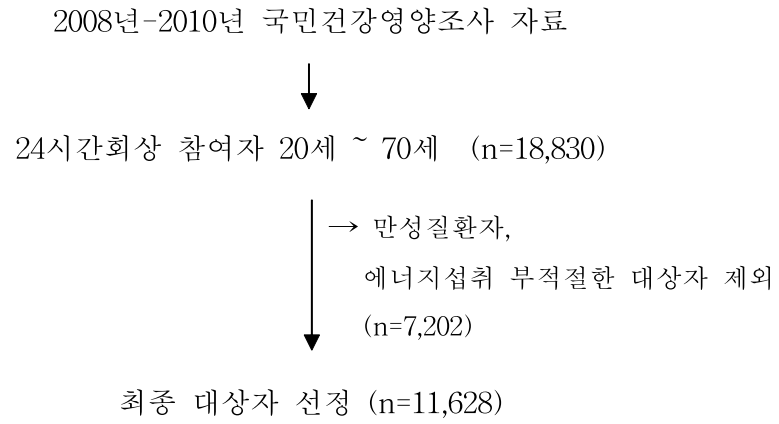 2008년-2010년 국민건강영양조사 자료
24시간회상 참여자 20세 ~ 70세 (n=18,830)
→ 만성질환자,
에너지섭취 부적절한 대상자 제외
(n=7,202)
최종 대상자 선정 (n=11,628)